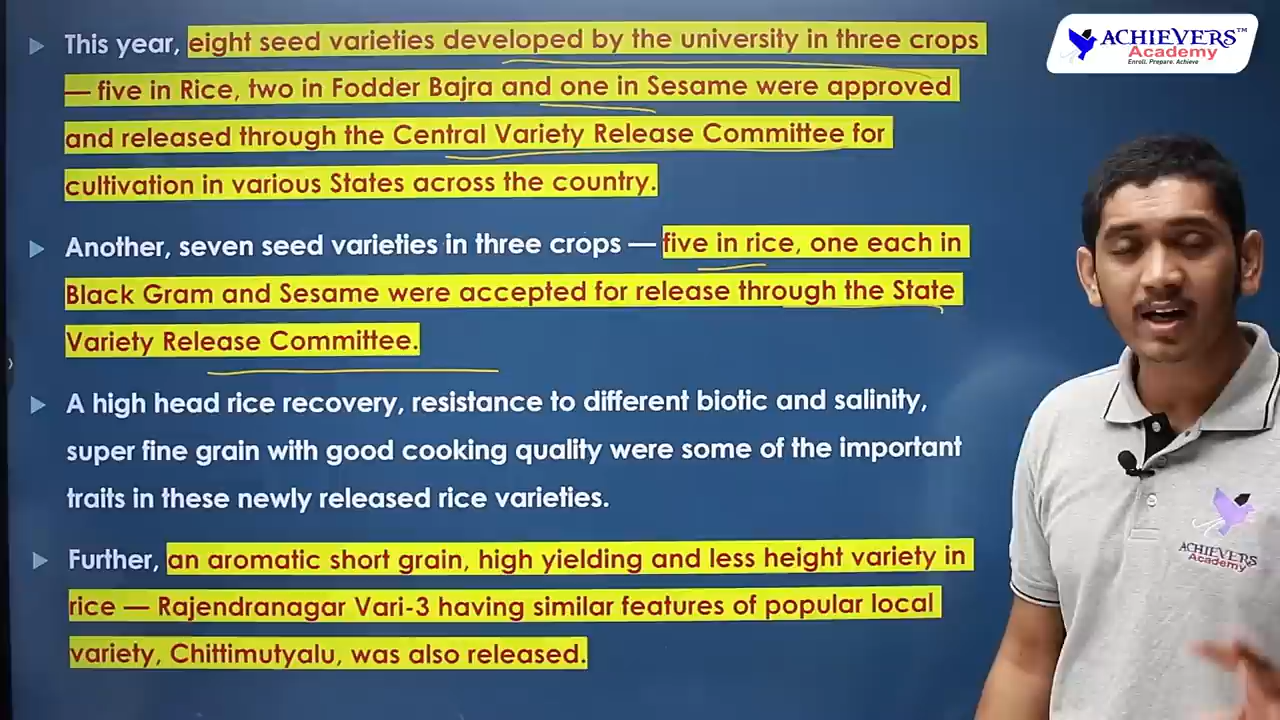 This year, eight seed varieties developed by the university in three crops
— five in Rice, two in Fodder Bajra and one in Sesame were approved
and released through the Central Variety Release Committee for
cultivation in various States across the country.
Another, seven seed varieties in three crops — five in rice, one each in
Black Gram and Sesame were accepted for release through the State
Variety Release Committee.
A high head rice recovery, resistance to different biotic and salinity,
super fine grain with good cooking quality were some of the important
traits in these newly released rice varieties.
Further, an aromatic short grain, high yielding and less height variety in
rice — Rajendranagar Vari-3 having similar features of popular local
variety, Chittimutyalu, was also released.
ACHIEVERS™
Academy
Enroll. Prepare. Achieve
ACHIEVERS
Academy